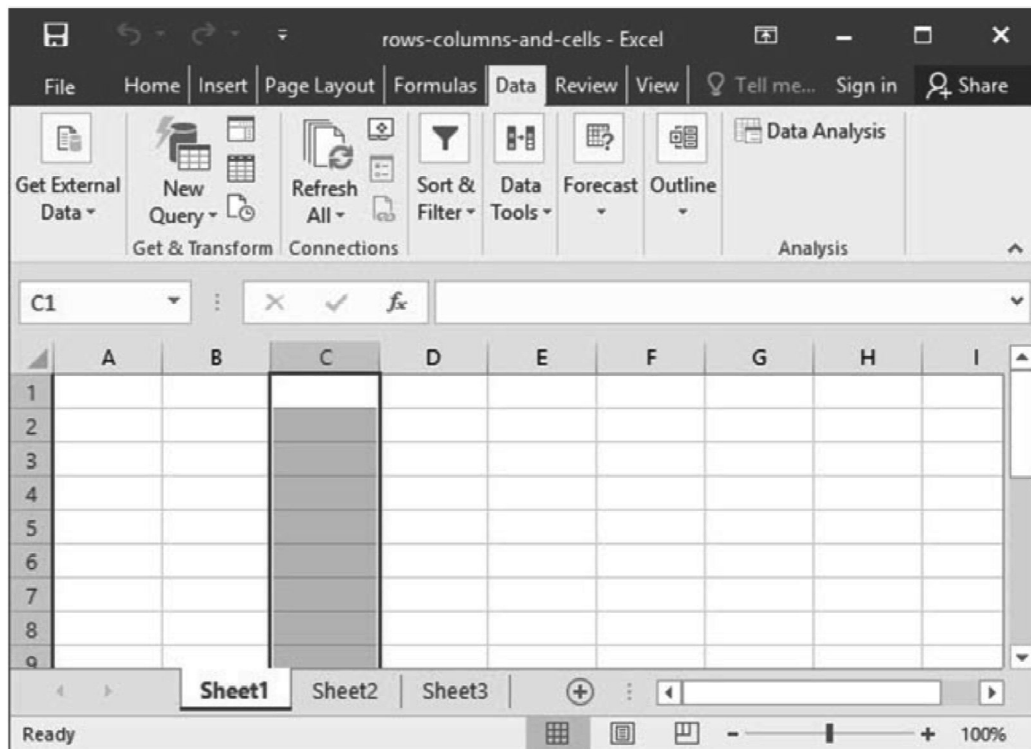 rows-columns-and-cells - Excel
File Home Insert Page Layout Formulas Data Review View Tell me... Sign in Share
Data Analysis
Get External New Refresh Sort & Data Forecast Outline
Data Query All Filter Tools
Get & Transform Connections Analysis
C1 fx
A B C D E F G H I
1
2
3
4
5
6
7
8
9
Sheet1 Sheet2 Sheet3
Ready 100%